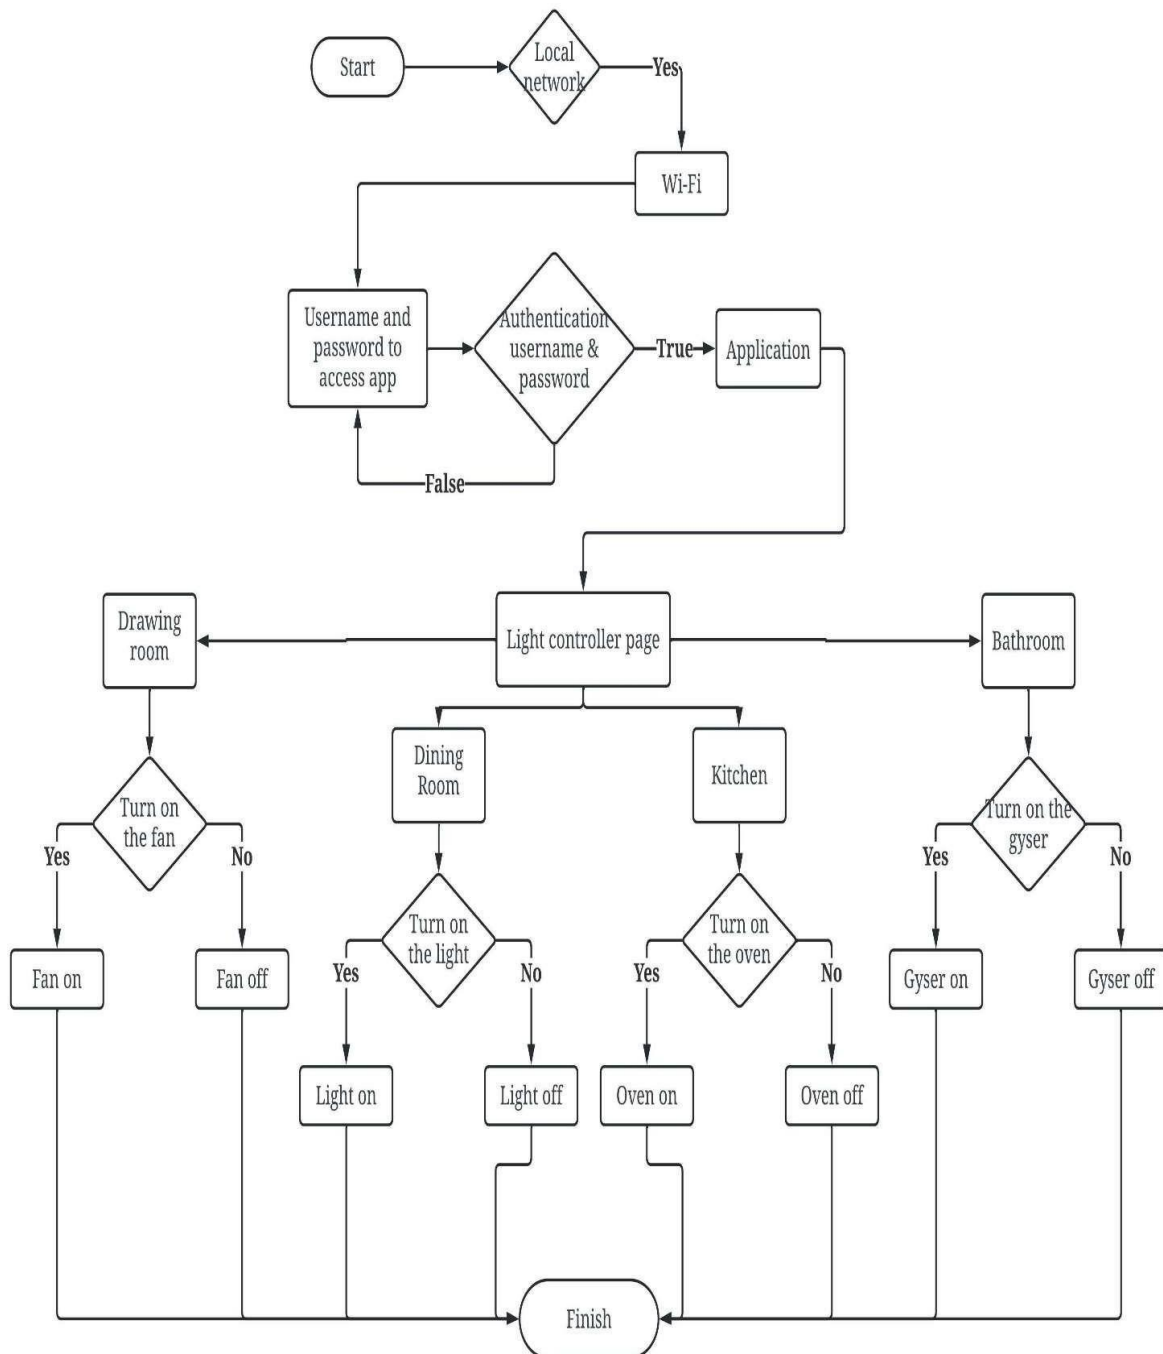 Start
Local
network
Yes
Wi-Fi
Username and
password to
access app
Authentication
username &
password
True
Application
False
Drawing
room
Light controller page
Bathroom
Dining
Room
Kitchen
Turn on
the fan
Turn on the
gyser
Yes
No
Yes
No
Turn on
the light
Turn on
the oven
Yes
No
Yes
No
Fan on
Fan off
Gyser on
Gyser off
Light on
Light off
Oven on
Oven off
Finish